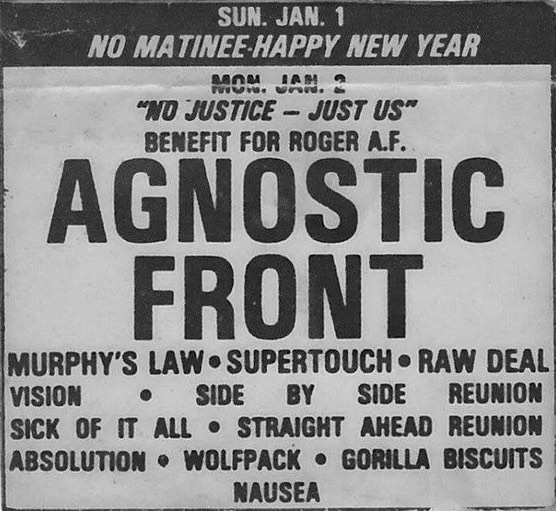 SUN. JAN. 1
NO MATINEE-HAPPY NEW YEAR
MON. JAN. 2
"NO JUSTICE – JUST US"
BENEFIT FOR ROGER A.F.
AGNOSTIC
FRONT
MURPHY'S LAW • SUPERTOUCH • RAW DEAL
VISION • SIDE BY SIDE REUNION
SICK OF IT ALL • STRAIGHT AHEAD REUNION
ABSOLUTION • WOLFPACK • GORILLA BISCUITS
NAUSEA